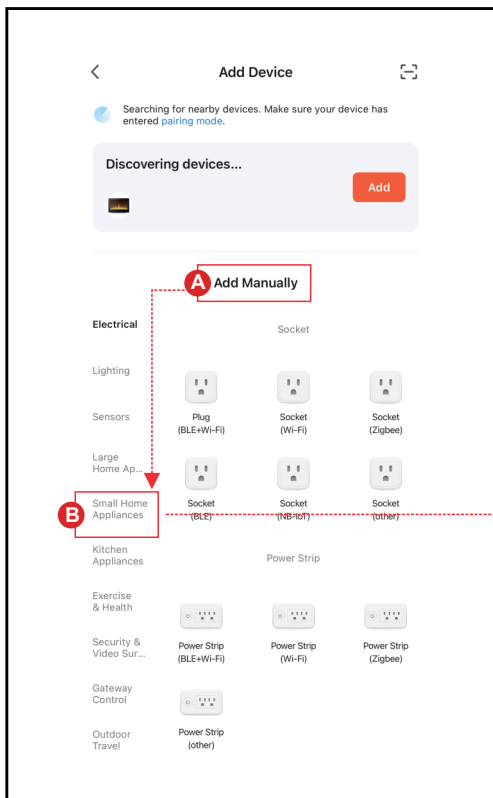 Add Device
Searching for nearby devices. Make sure your device has
entered pairing mode.
Discovering devices...
Add
A
Add Manually
Electrical
Socket
Lighting
Sensors
Plug
(BLE+Wi-Fi)
Socket
(Wi-Fi)
Socket
(Zigbee)
Large
Home Ap...
B
Small Home
Appliances
Socket
(BLE)
Socket
(NB-IoT)
Socket
(other)
Kitchen
Appliances
Power Strip
Exercise
& Health
Security &
Video Sur...
Power Strip
(BLE+Wi-Fi)
Power Strip
(Wi-Fi)
Power Strip
(Zigbee)
Gateway
Control
Outdoor
Travel
Power Strip
(other)